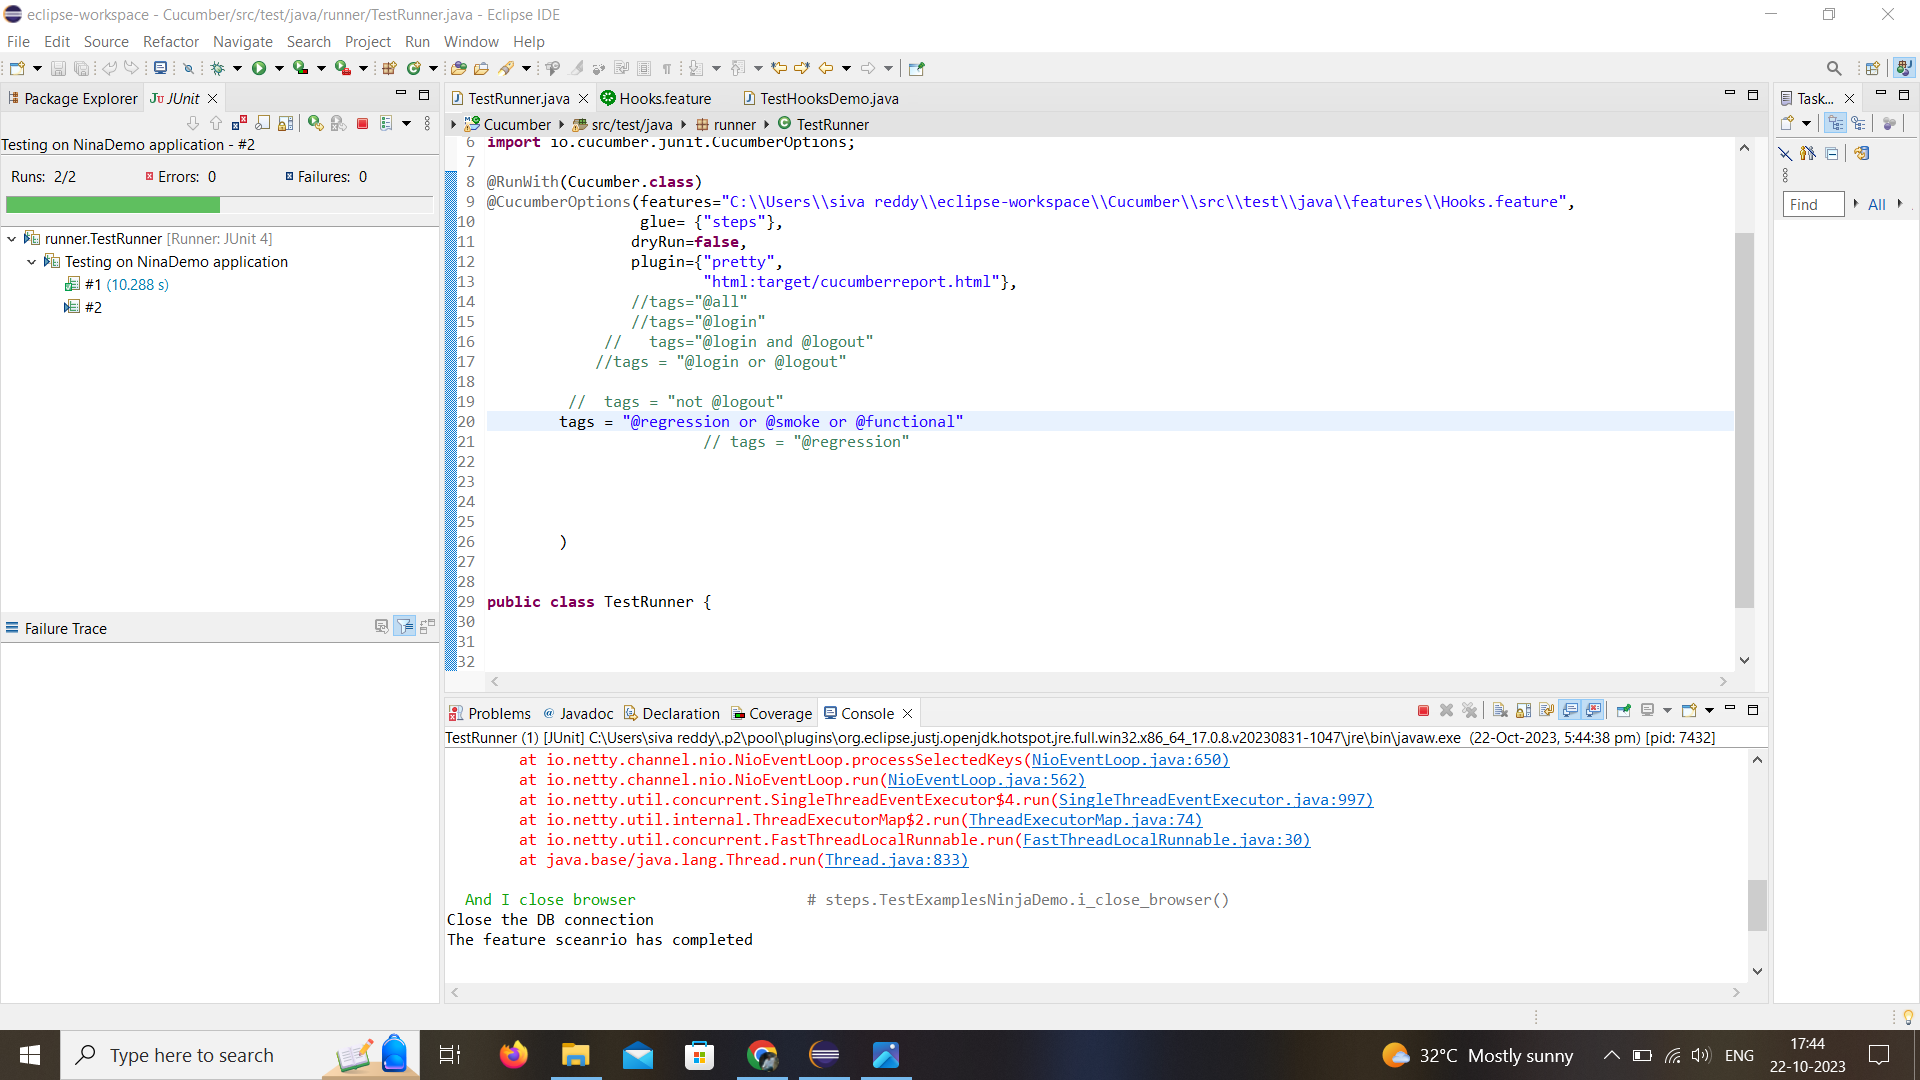 eclipse-workspace - Cucumber/src/test/java/runner/TestRunner.java - Eclipse IDE
File Edit Source Refactor Navigate Search Project Run Window Help
Package Explorer JUnit
TestRunner.java Hooks.feature TestHooksDemo.java
Task...
Cucumber src/test/java runner TestRunner
Testing on NinaDemo application - #2
Runs: 2/2 Errors: 0 Failures: 0
runner.TestRunner [Runner: JUnit 4]
Testing on NinaDemo application
#1 (10.288 s)
#2
Failure Trace
6 import io.cucumber.junit.CucumberOptions;
7
8 @RunWith(Cucumber.class)
9 @CucumberOptions(features="C:\\Users\\siva reddy\\eclipse-workspace\\Cucumber\\src\\test\\java\\features\\Hooks.feature",
10 glue= {"steps"},
11 dryRun=false,
12 plugin={"pretty",
13 "html:target/cucumberreport.html"},
14 //tags="@all"
15 //tags="@login"
16 // tags="@login and @logout"
17 //tags = "@login or @logout"
18
19 // tags = "not @logout"
20 tags = "@regression or @smoke or @functional"
21 // tags = "@regression"
22
23
24
25
26 )
27
28
29 public class TestRunner {
30
31
32
Find All
Problems Javadoc Declaration Coverage Console
TestRunner (1) [JUnit] C:\Users\siva reddy\.p2\pool\plugins\org.eclipse.justj.openjdk.hotspot.jre.full.win32.x86_64_17.0.8.v20230831-1047\jre\bin\javaw.exe (22-Oct-2023, 5:44:38 pm) [pid: 7432]
at io.netty.channel.nio.NioEventLoop.processSelectedKeys(NioEventLoop.java:650)
at io.netty.channel.nio.NioEventLoop.run(NioEventLoop.java:562)
at io.netty.util.concurrent.SingleThreadEventExecutor$4.run(SingleThreadEventExecutor.java:997)
at io.netty.util.internal.ThreadExecutorMap$2.run(ThreadExecutorMap.java:74)
at io.netty.util.concurrent.FastThreadLocalRunnable.run(FastThreadLocalRunnable.java:30)
at java.base/java.lang.Thread.run(Thread.java:833)
And I close browser # steps.TestExamplesNinjaDemo.i_close_browser()
Close the DB connection
The feature sceanrio has completed
Type here to search
32°C Mostly sunny
ENG
17:44
22-10-2023